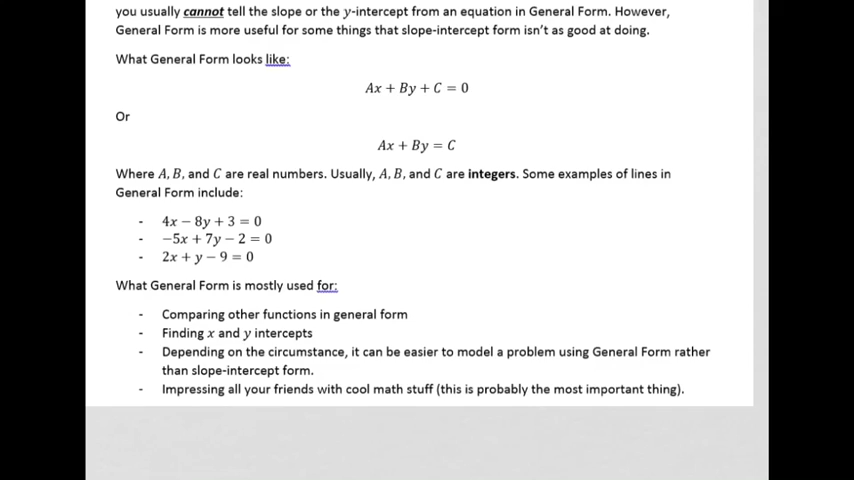 you usually cannot tell the slope or the y-intercept from an equation in General Form. However,
General Form is more useful for some things that slope-intercept form isn't as good at doing.
What General Form looks like:
Ax + By + C = 0
Or
Ax + By = C
Where A, B, and C are real numbers. Usually, A, B, and C are integers. Some examples of lines in
General Form include:
- 4x − 8y + 3 = 0
- −5x + 7y − 2 = 0
- 2x + y − 9 = 0
What General Form is mostly used for:
- Comparing other functions in general form
- Finding x and y intercepts
- Depending on the circumstance, it can be easier to model a problem using General Form rather
than slope-intercept form.
- Impressing all your friends with cool math stuff (this is probably the most important thing).